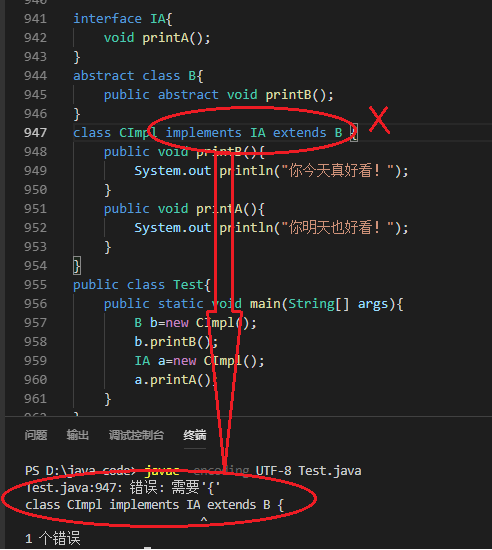 940
941 interface IA{
942 void printA();
943 }
944 abstract class B{
945 public abstract void printB();
946 }
947 class CImpl implements IA extends B {
948 public void printB(){
949 System.out println("你今天真好看！");
950 }
951 public void printA(){
952 System.out println("你明天也好看！");
953 }
954 }
955 public class Test{
956 public static void main(String[] args){
957 B b=new CImpl();
958 b.printB();
959 IA a=new CImpl();
960 a.printA();
961 }
962 }
问题 输出 调试控制台 终端
PS D:\java code> javac -encoding UTF-8 Test.java
Test.java:947: 错误: 需要'{'
class CImpl implements IA extends B {
^
1 个错误